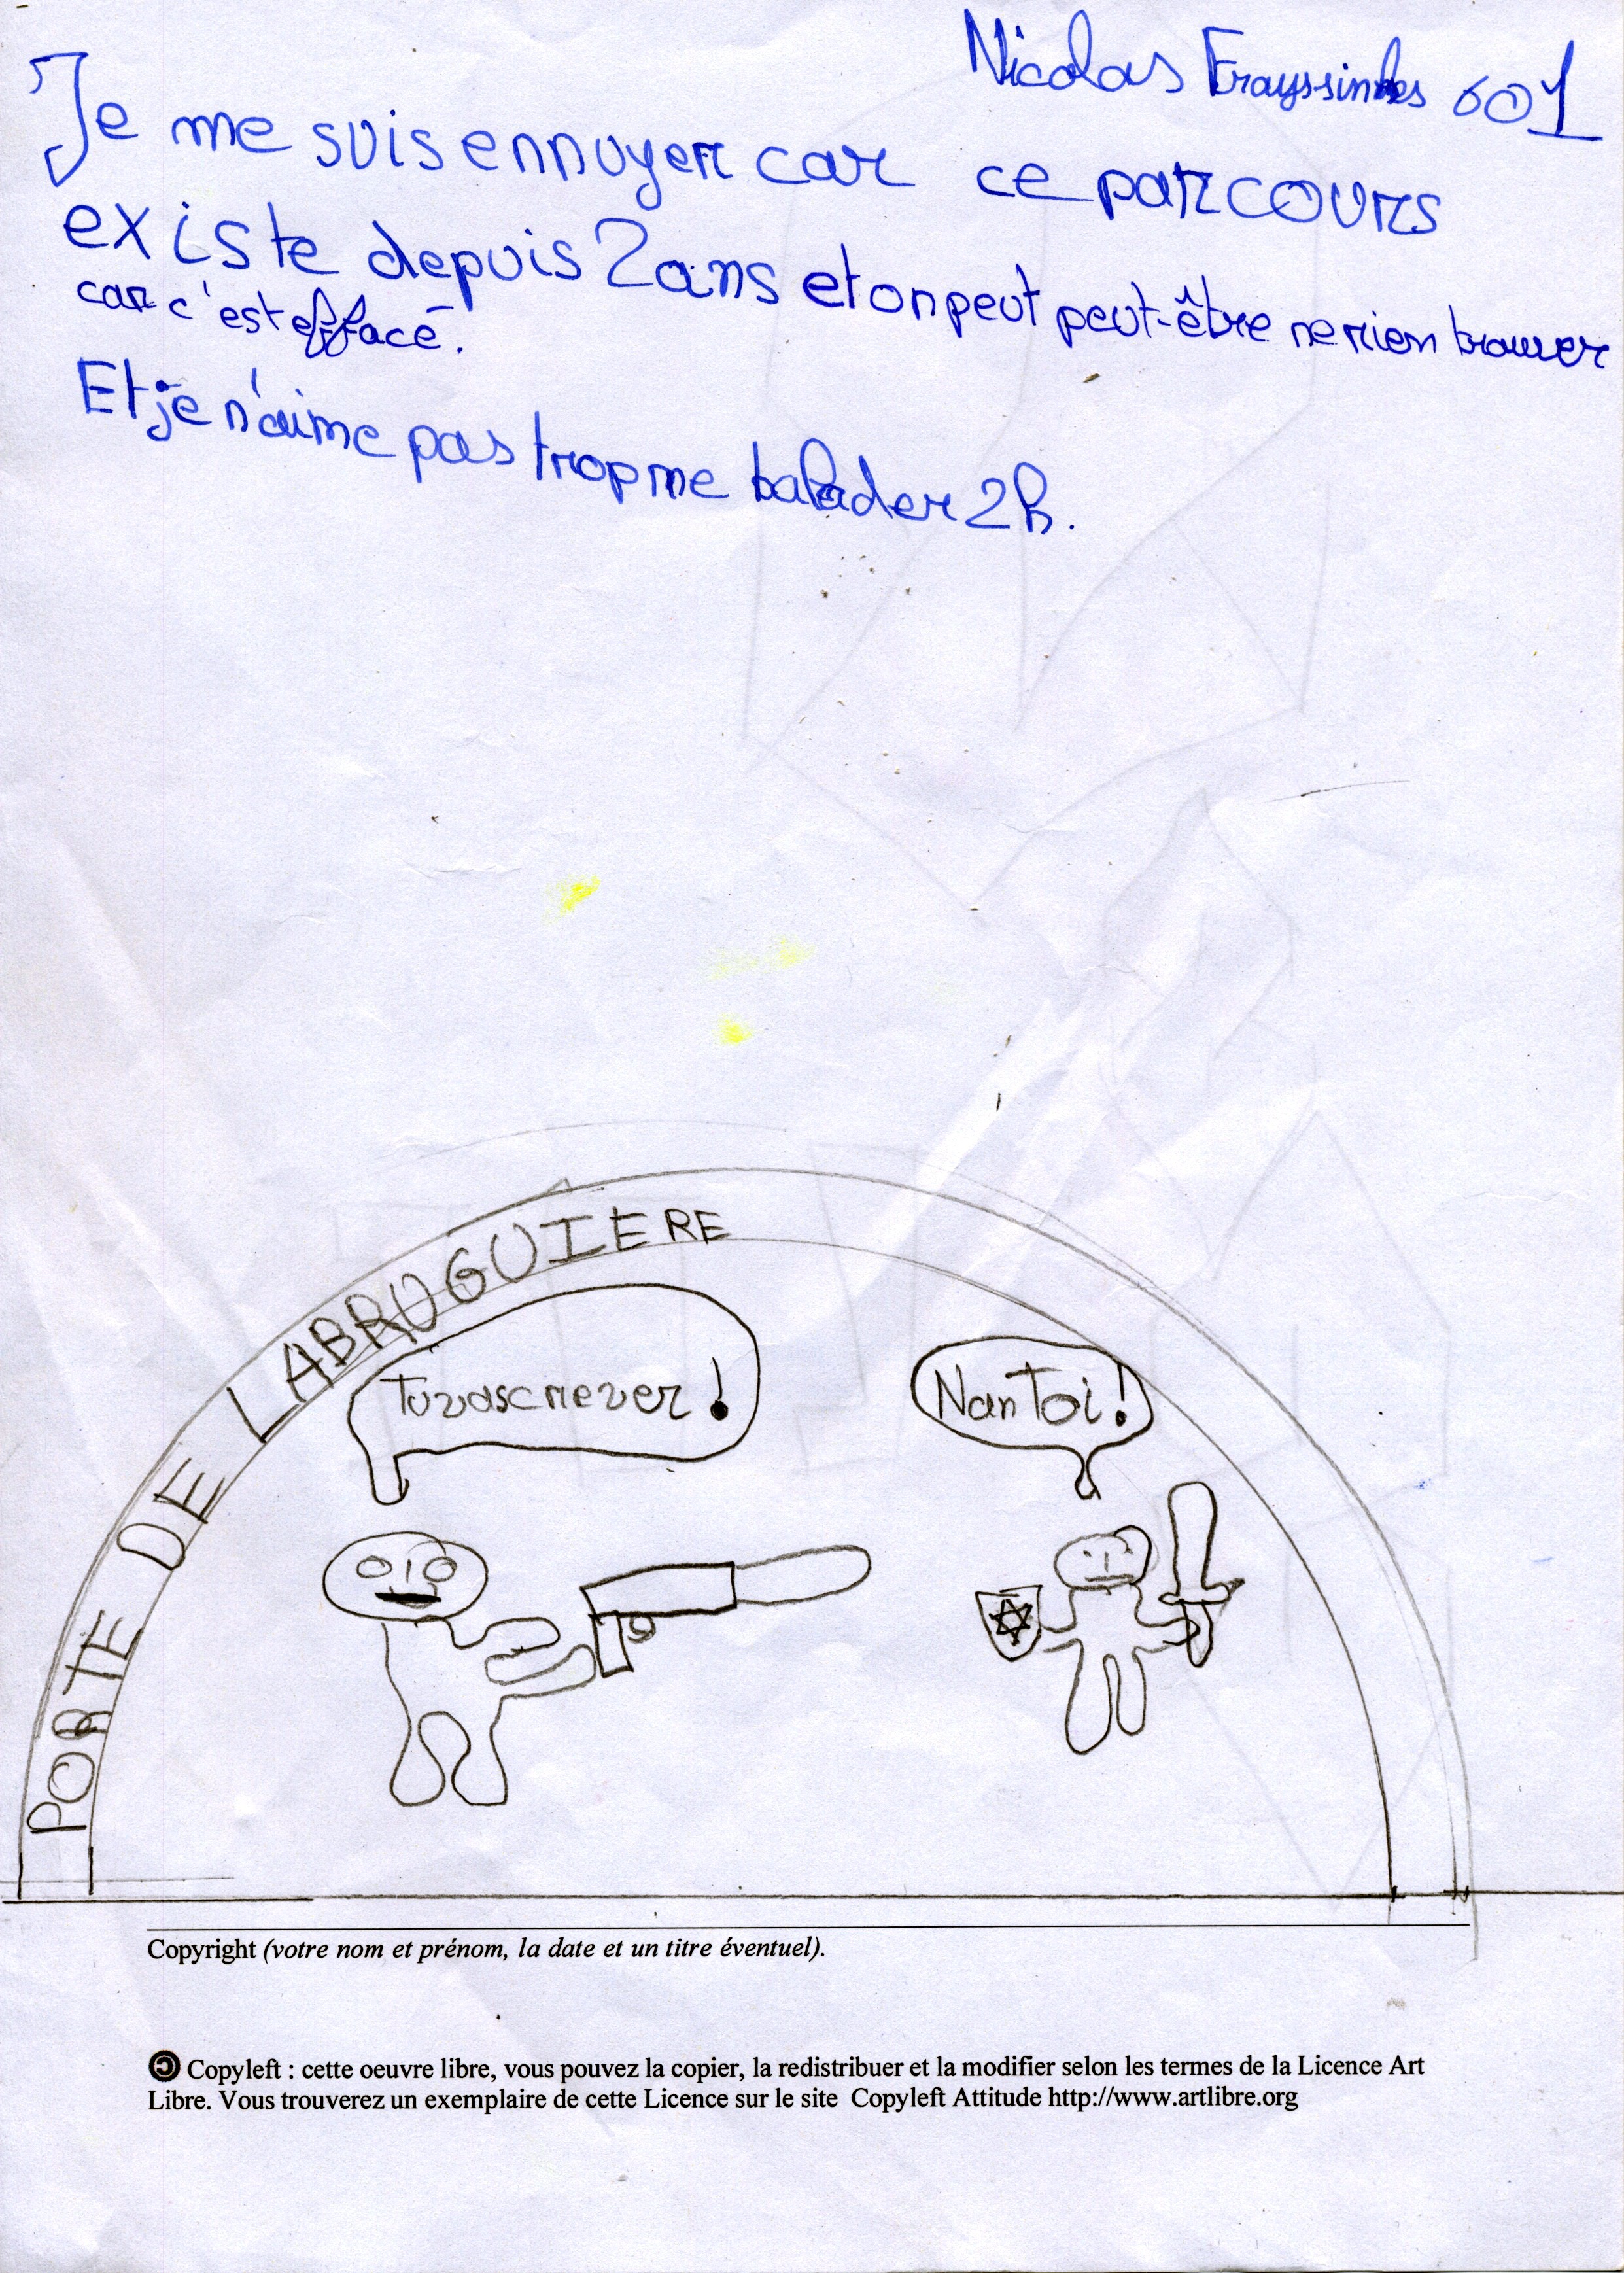 Nicolas Frayssinhes 601
Je me suis ennuyer car ce parcours
existe depuis 2 ans et on peut peut-être ne rien trouver
car c'est effacé.
Et je n'aime pas trop me balader 2h.
PORTE DE LABRUGUIERE
Tu vas crever !
Nan Toi !
Copyright (votre nom et prénom, la date et un titre éventuel).
Copyleft : cette oeuvre libre, vous pouvez la copier, la redistribuer et la modifier selon les termes de la Licence Art
Libre. Vous trouverez un exemplaire de cette Licence sur le site Copyleft Attitude http://www.artlibre.org